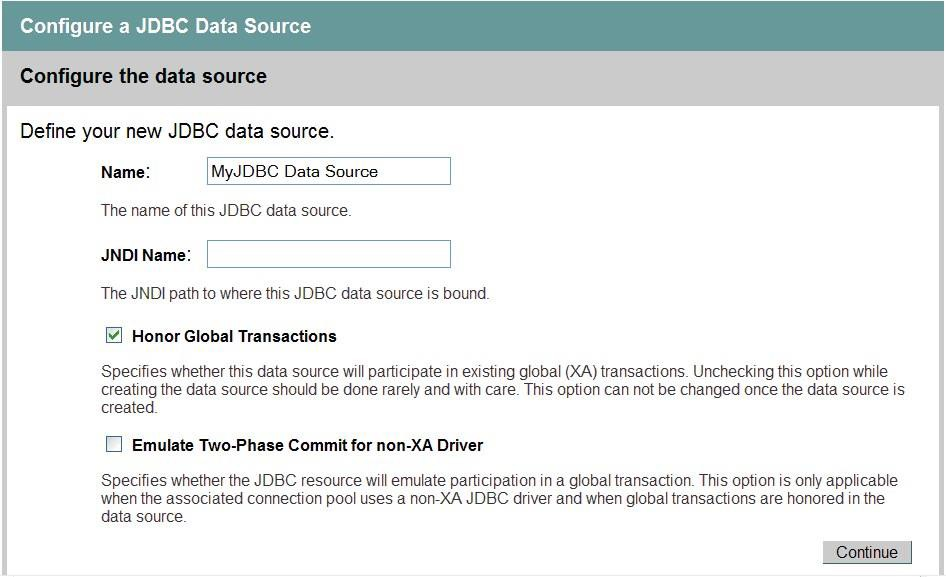 Configure a JDBC Data Source
Configure the data source
Define your new JDBC data source.
Name: MyJDBC Data Source
The name of this JDBC data source.
JNDI Name:
The JNDI path to where this JDBC data source is bound.
Honor Global Transactions
Specifies whether this data source will participate in existing global (XA) transactions. Unchecking this option while
creating the data source should be done rarely and with care. This option can not be changed once the data source is
created.
Emulate Two-Phase Commit for non-XA Driver
Specifies whether the JDBC resource will emulate participation in a global transaction. This option is only applicable
when the associated connection pool uses a non-XA JDBC driver and when global transactions are honored in the
data source.
Continue